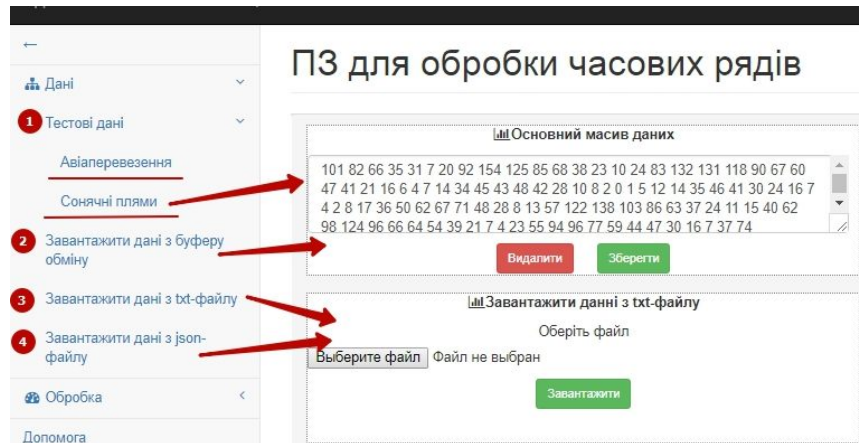 ←
Дані
1 Тестові дані
Авіаперевезення
Сонячні плями
2 Завантажити дані з буферу
обміну
3 Завантажити дані з txt-файлу
4 Завантажити дані з json-
файлу
Обробка
Допомога
ПЗ для обробки часових рядів
Основний масив даних
101 82 66 35 31 7 20 92 154 125 85 68 38 23 10 24 83 132 131 118 90 67 60
47 41 21 16 6 4 7 14 34 45 43 48 42 28 10 8 2 0 1 5 12 14 35 46 41 30 24 16 7
4 2 8 17 36 50 62 67 71 48 28 8 13 57 122 138 103 86 63 37 24 11 15 40 62
98 124 96 66 64 54 39 21 7 4 23 55 94 96 77 59 44 47 30 16 7 37 74
Видалити Зберегти
Завантажити данні з txt-файлу
Оберіть файл
Выберите файл Файл не выбран
Завантажити